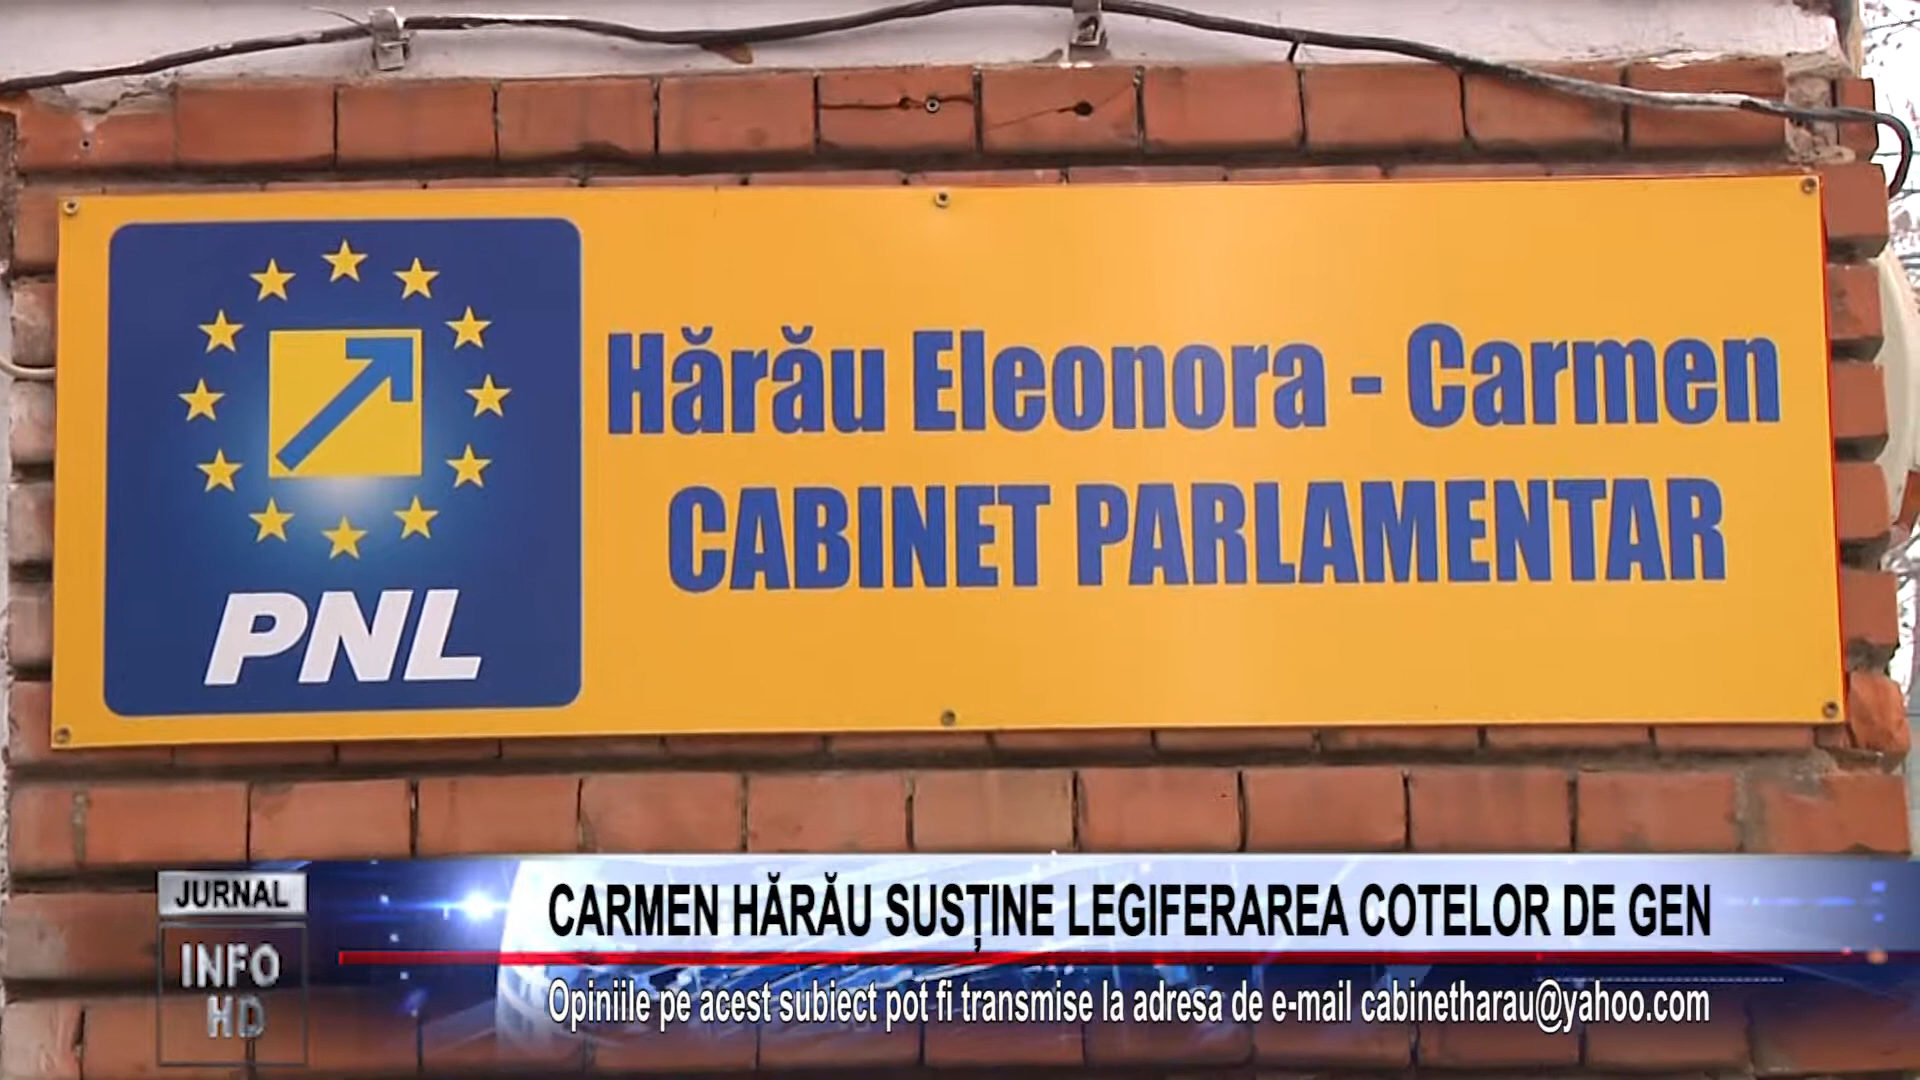 PNL
Hărău Eleonora - Carmen
CABINET PARLAMENTAR
JURNAL
INFO
HD
CARMEN HĂRĂU SUSȚINE LEGIFERAREA COTELOR DE GEN
Opiniile pe acest subiect pot fi transmise la adresa de e-mail cabinetharau@yahoo.com